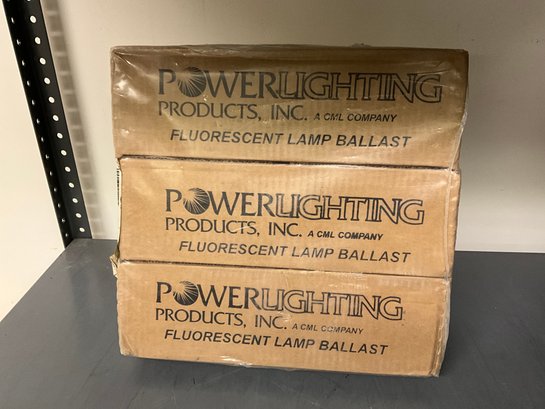 POWERLIGHTING
PRODUCTS, INC. A CML COMPANY
FLUORESCENT LAMP BALLAST
POWERLIGHTING
PRODUCTS, INC. A CML COMPANY
FLUORESCENT LAMP BALLAST
POWERLIGHTING
PRODUCTS, INC. A CML COMPANY
FLUORESCENT LAMP BALLAST